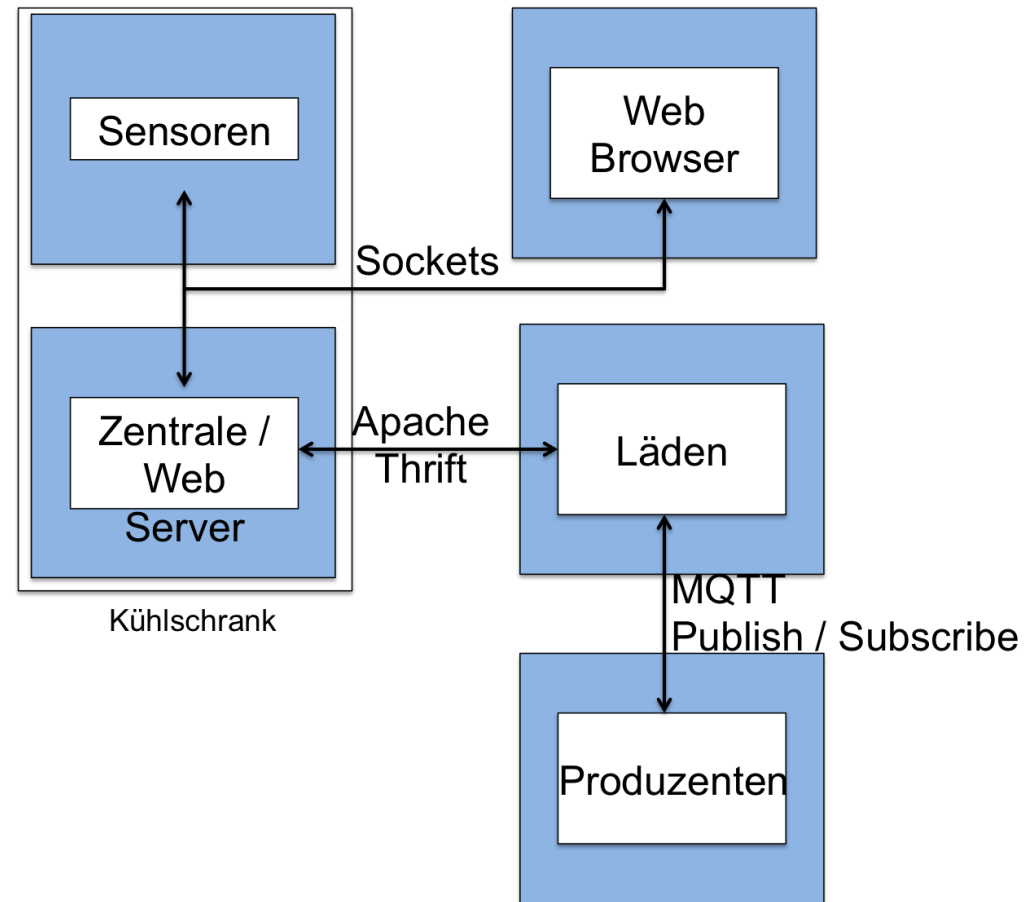 Sensoren
Web
Browser
Sockets
Zentrale /
Web
Server
Apache
Thrift
Läden
Kühlschrank
MQTT
Publish / Subscribe
Produzenten